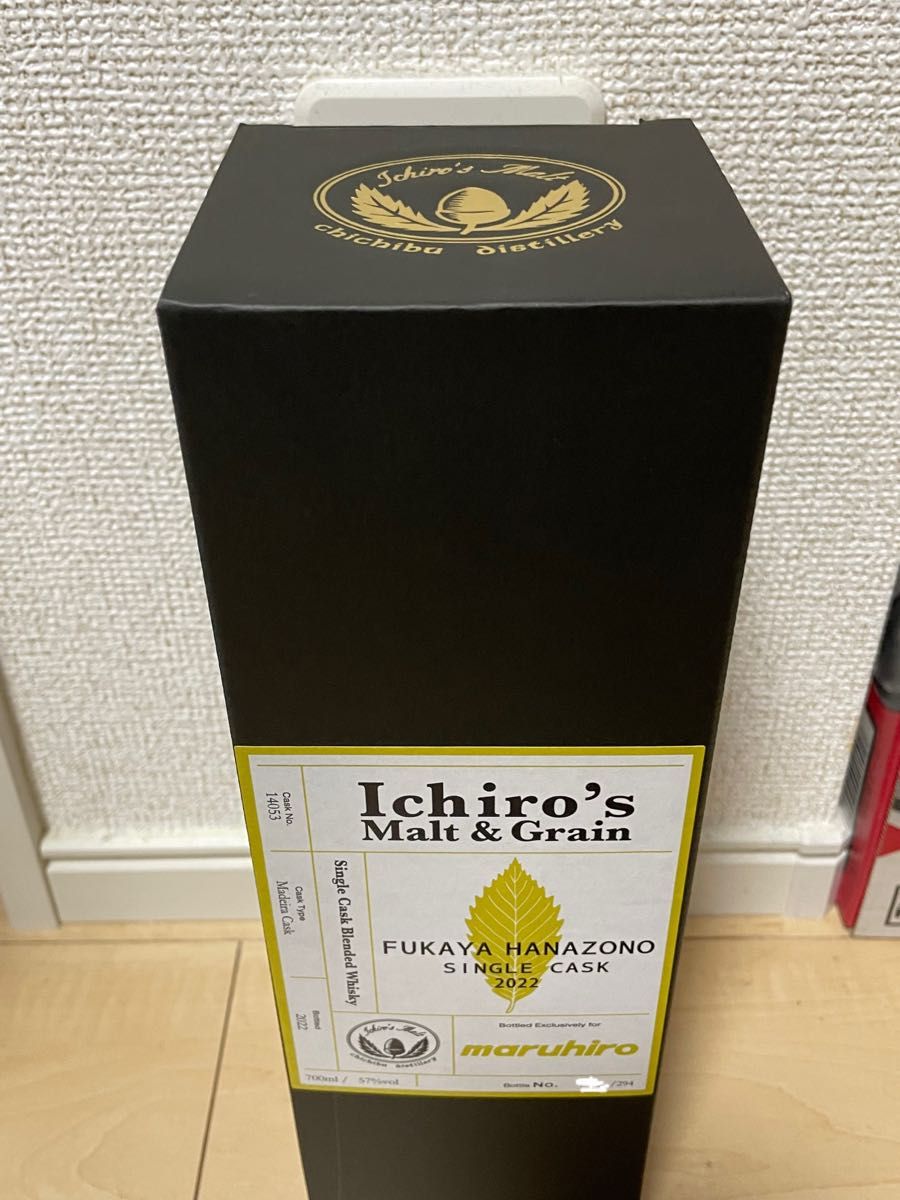 Ichiro's Malt
chichibu distillery
Ichiro's
Malt & Grain
Cask No.
14053
Cask Type
Madeira Cask
Bottled
2022
Single Cask Blended Whisky
FUKAYA HANAZONO
SINGLE CASK
2022
Ichiro's Malt
chichibu distillery
Bottled Exclusively for
maruhiro
700ml / 57%vol
Bottle No. /294